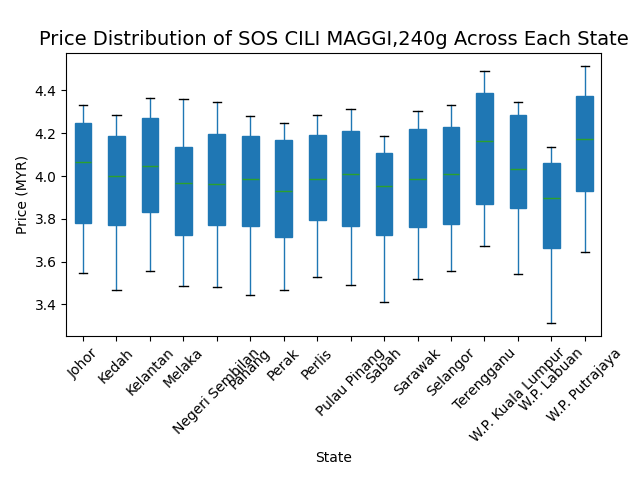 Price Distribution of SOS CILI MAGGI,240g Across Each State
Price (MYR)
4.4
4.2
4.0
3.8
3.6
3.4
Johor
Kedah
Kelantan
Melaka
Negeri Sembilan
Pahang
Perak
Perlis
Pulau Pinang
Sabah
Sarawak
Selangor
Terengganu
W.P. Kuala Lumpur
W.P. Labuan
W.P. Putrajaya
State